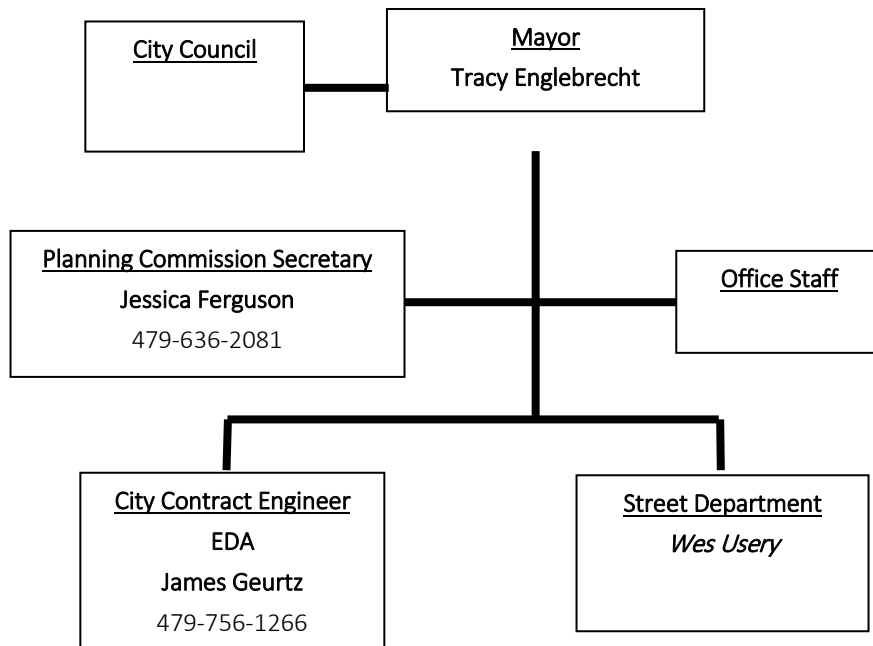 City Council
Mayor
Tracy Englebrecht
Planning Commission Secretary
Jessica Ferguson
479-636-2081
Office Staff
City Contract Engineer
EDA
James Geurtz
479-756-1266
Street Department
Wes Usery